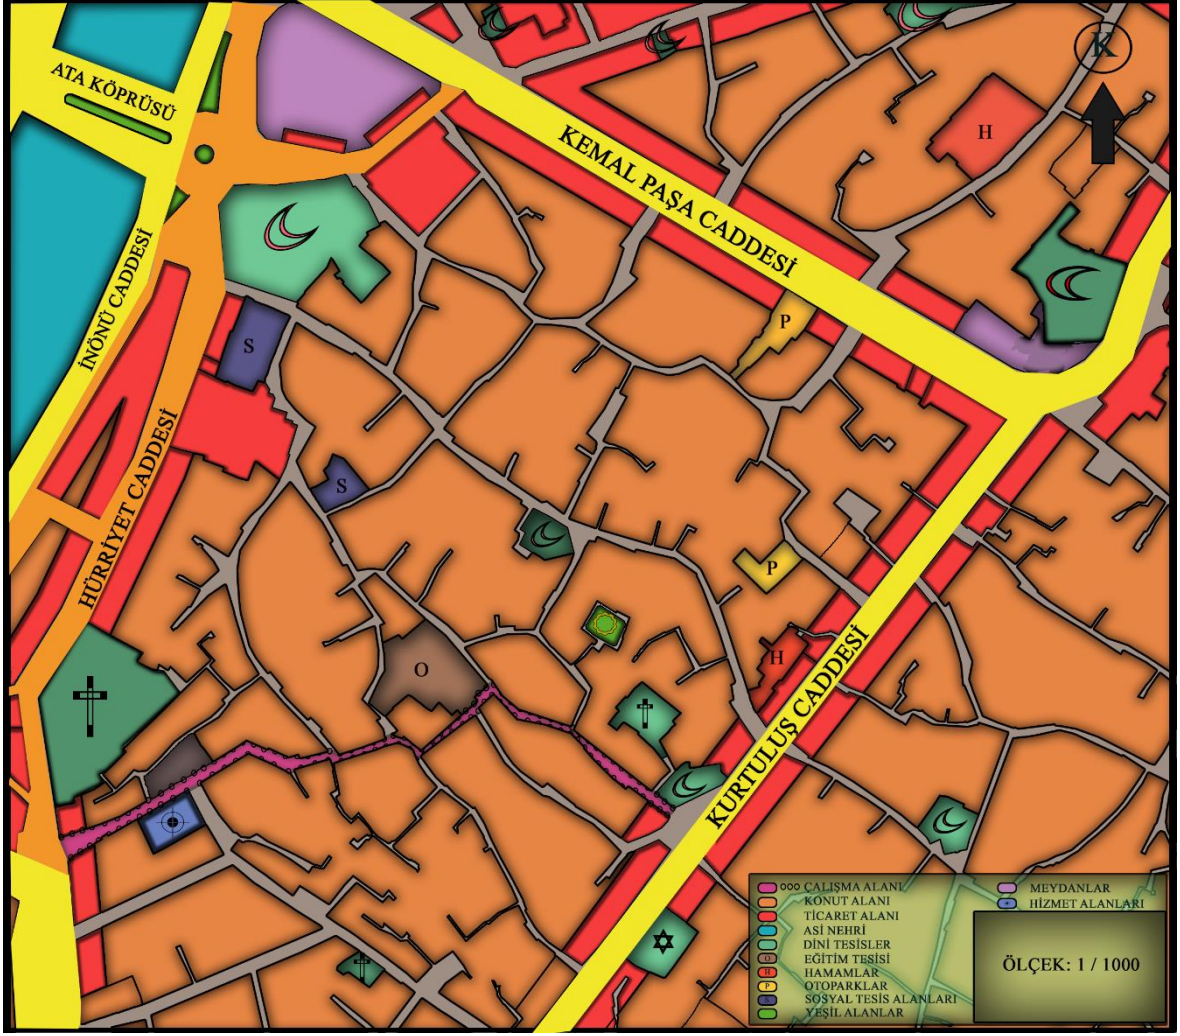 K
ATA KÖPRÜSÜ
KEMAL PAŞA CADDESİ
H
İNÖNÜ CADDESİ
P
S
S
HÜRRİYET CADDESİ
P
O
H
KURTULUŞ CADDESİ
ooo ÇALIŞMA ALANI
KONUT ALANI
TİCARET ALANI
ASİ NEHRİ
DİNİ TESİSLER
O EĞİTİM TESİSİ
H HAMAMLAR
P OTOPARKLAR
S SOSYAL TESİS ALANLARI
YEŞİL ALANLAR
MEYDANLAR
HİZMET ALANLARI
ÖLÇEK: 1 / 1000